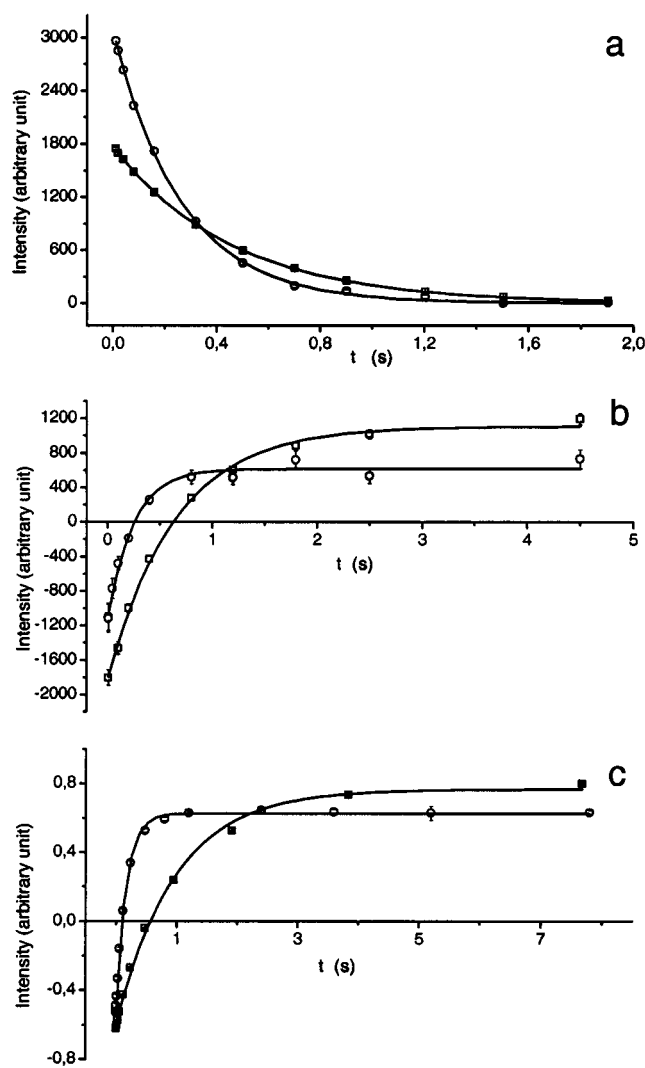 a
3000
2400
1800
1200
600
0
Intensity (arbitrary unit)
0,0 0,4 0,8 1,2 1,6 2,0
t (s)
b
1200
800
400
0
-400
-800
-1200
-1600
-2000
Intensity (arbitrary unit)
0 1 2 3 4 5
t (s)
c
0,8
0,4
0,0
-0,4
-0,8
Intensity (arbitrary unit)
1 3 5 7
t (s)